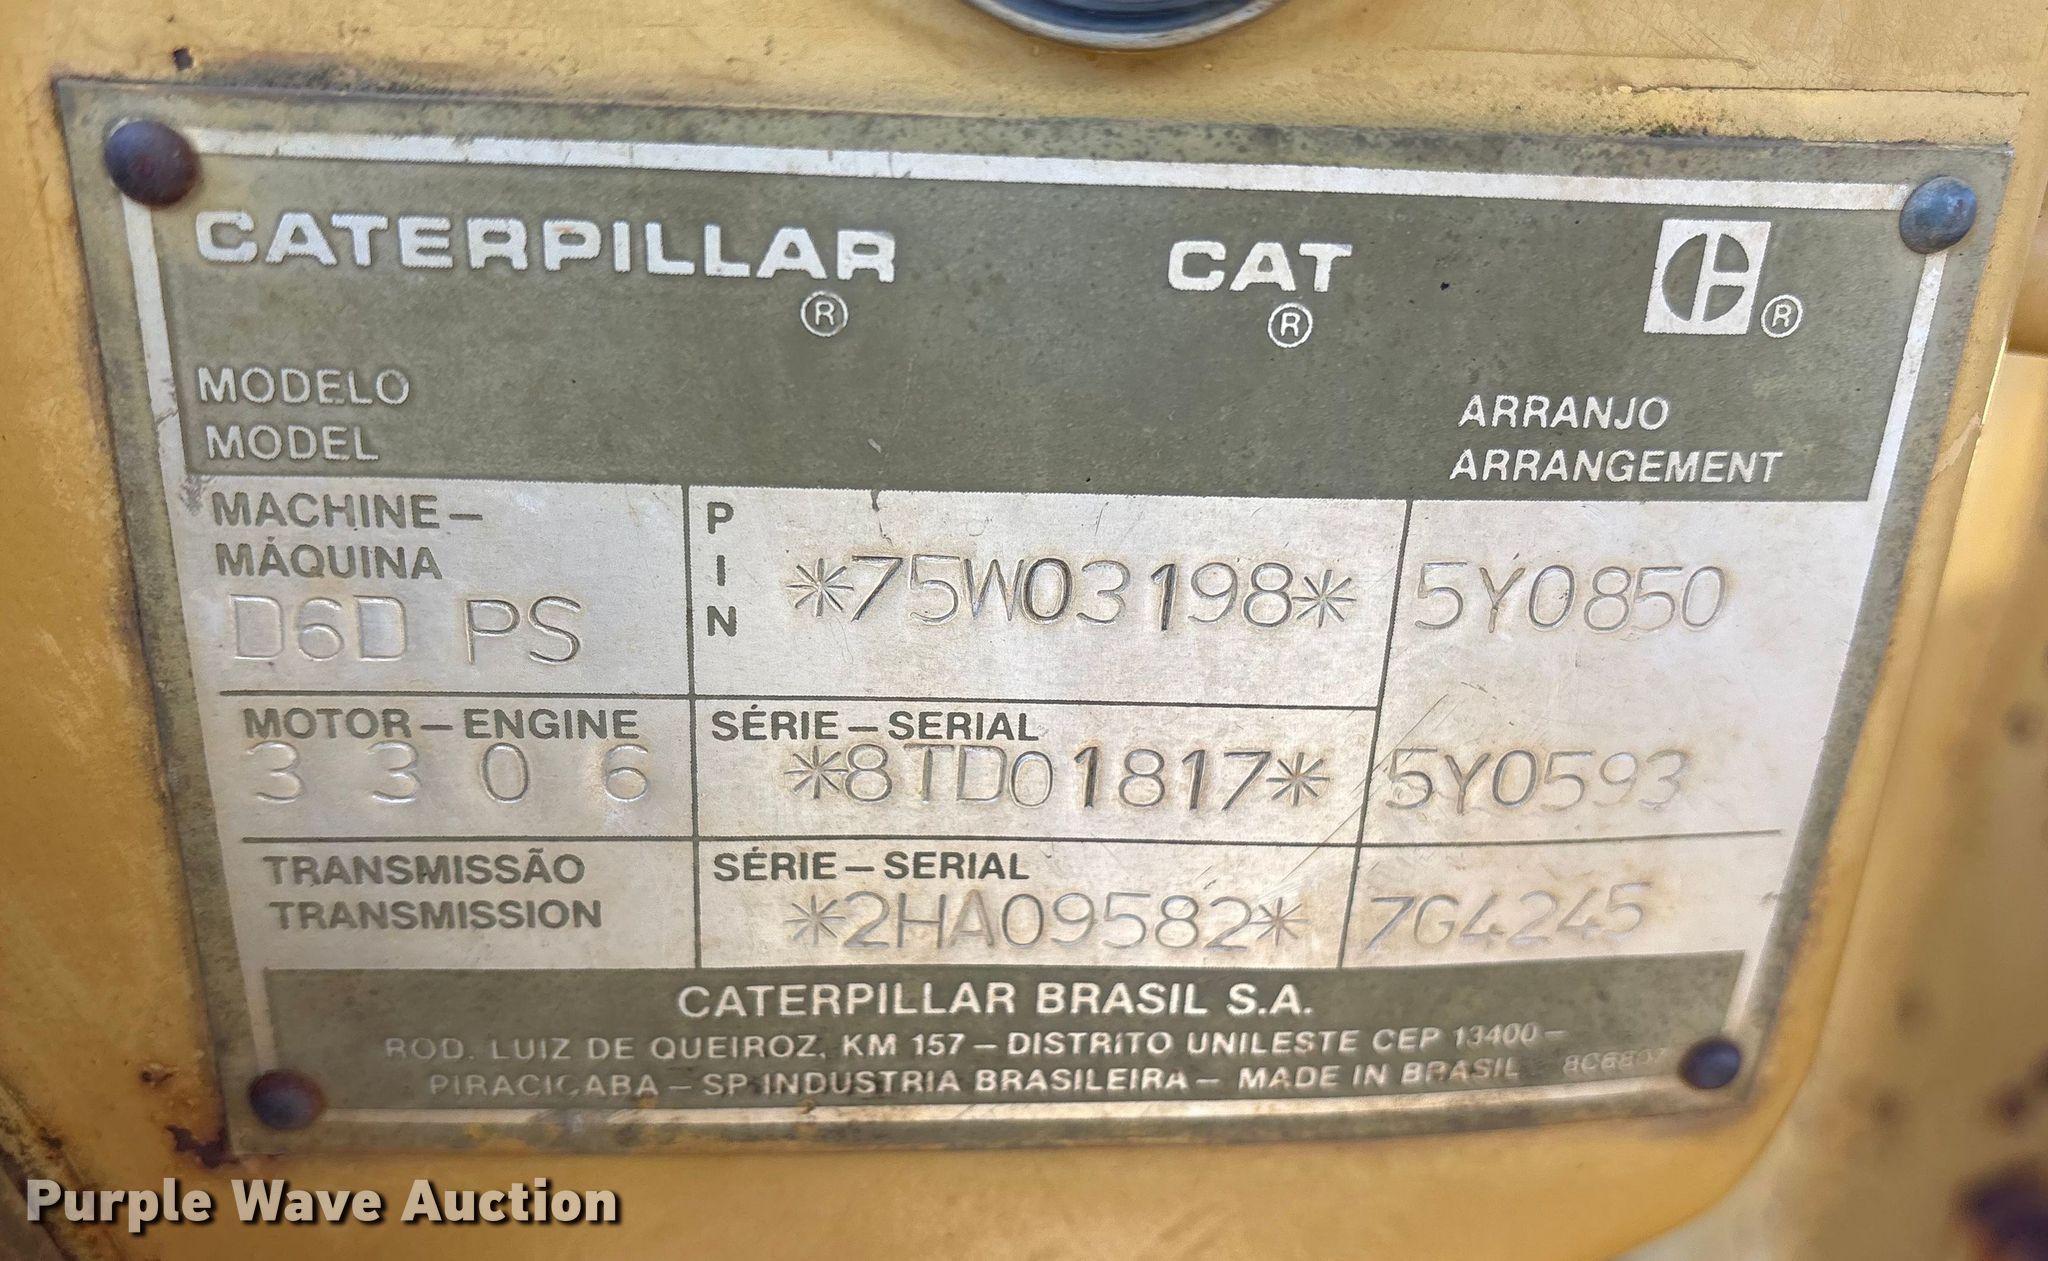 CATERPILLAR ® CAT ® ®
MODELO
MODEL
ARRANJO
ARRANGEMENT
MACHINE—
MÁQUINA
D6D PS
PIN
*75W03198*
5Y0850
MOTOR—ENGINE
3306
SÉRIE—SERIAL
*8TD01817*
5Y0593
TRANSMISSÃO
TRANSMISSION
SÉRIE—SERIAL
*2HA09582*
7G4245
CATERPILLAR BRASIL S.A.
ROD. LUIZ DE QUEIROZ, KM 157 — DISTRITO UNILESTE CEP 13400—
PIRACICABA — SP-INDUSTRIA BRASILEIRA — MADE IN BRASIL
Purple Wave Auction